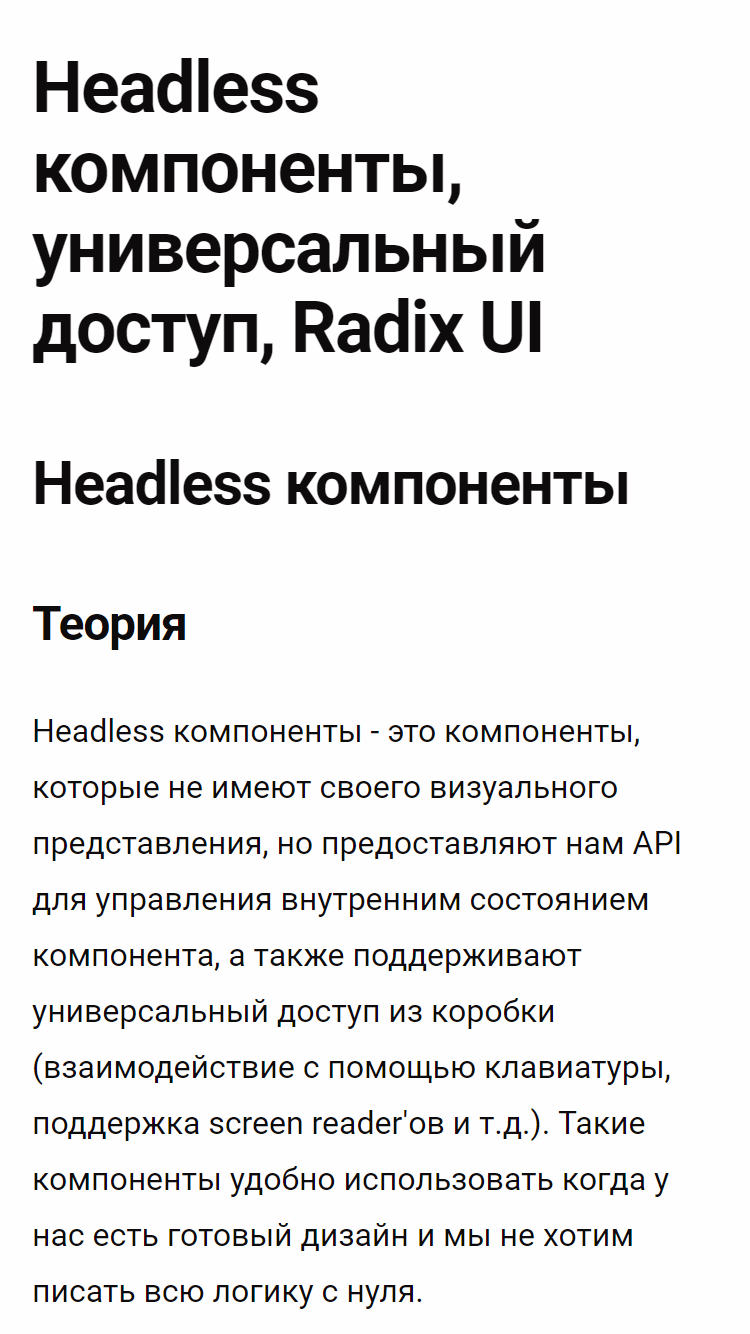 Headless
компоненты,
универсальный
доступ, Radix UI
Headless компоненты
Теория
Headless компоненты - это компоненты,
которые не имеют своего визуального
представления, но предоставляют нам API
для управления внутренним состоянием
компонента, а также поддерживают
универсальный доступ из коробки
(взаимодействие с помощью клавиатуры,
поддержка screen reader'ов и т.д.). Такие
компоненты удобно использовать когда у
нас есть готовый дизайн и мы не хотим
писать всю логику с нуля.